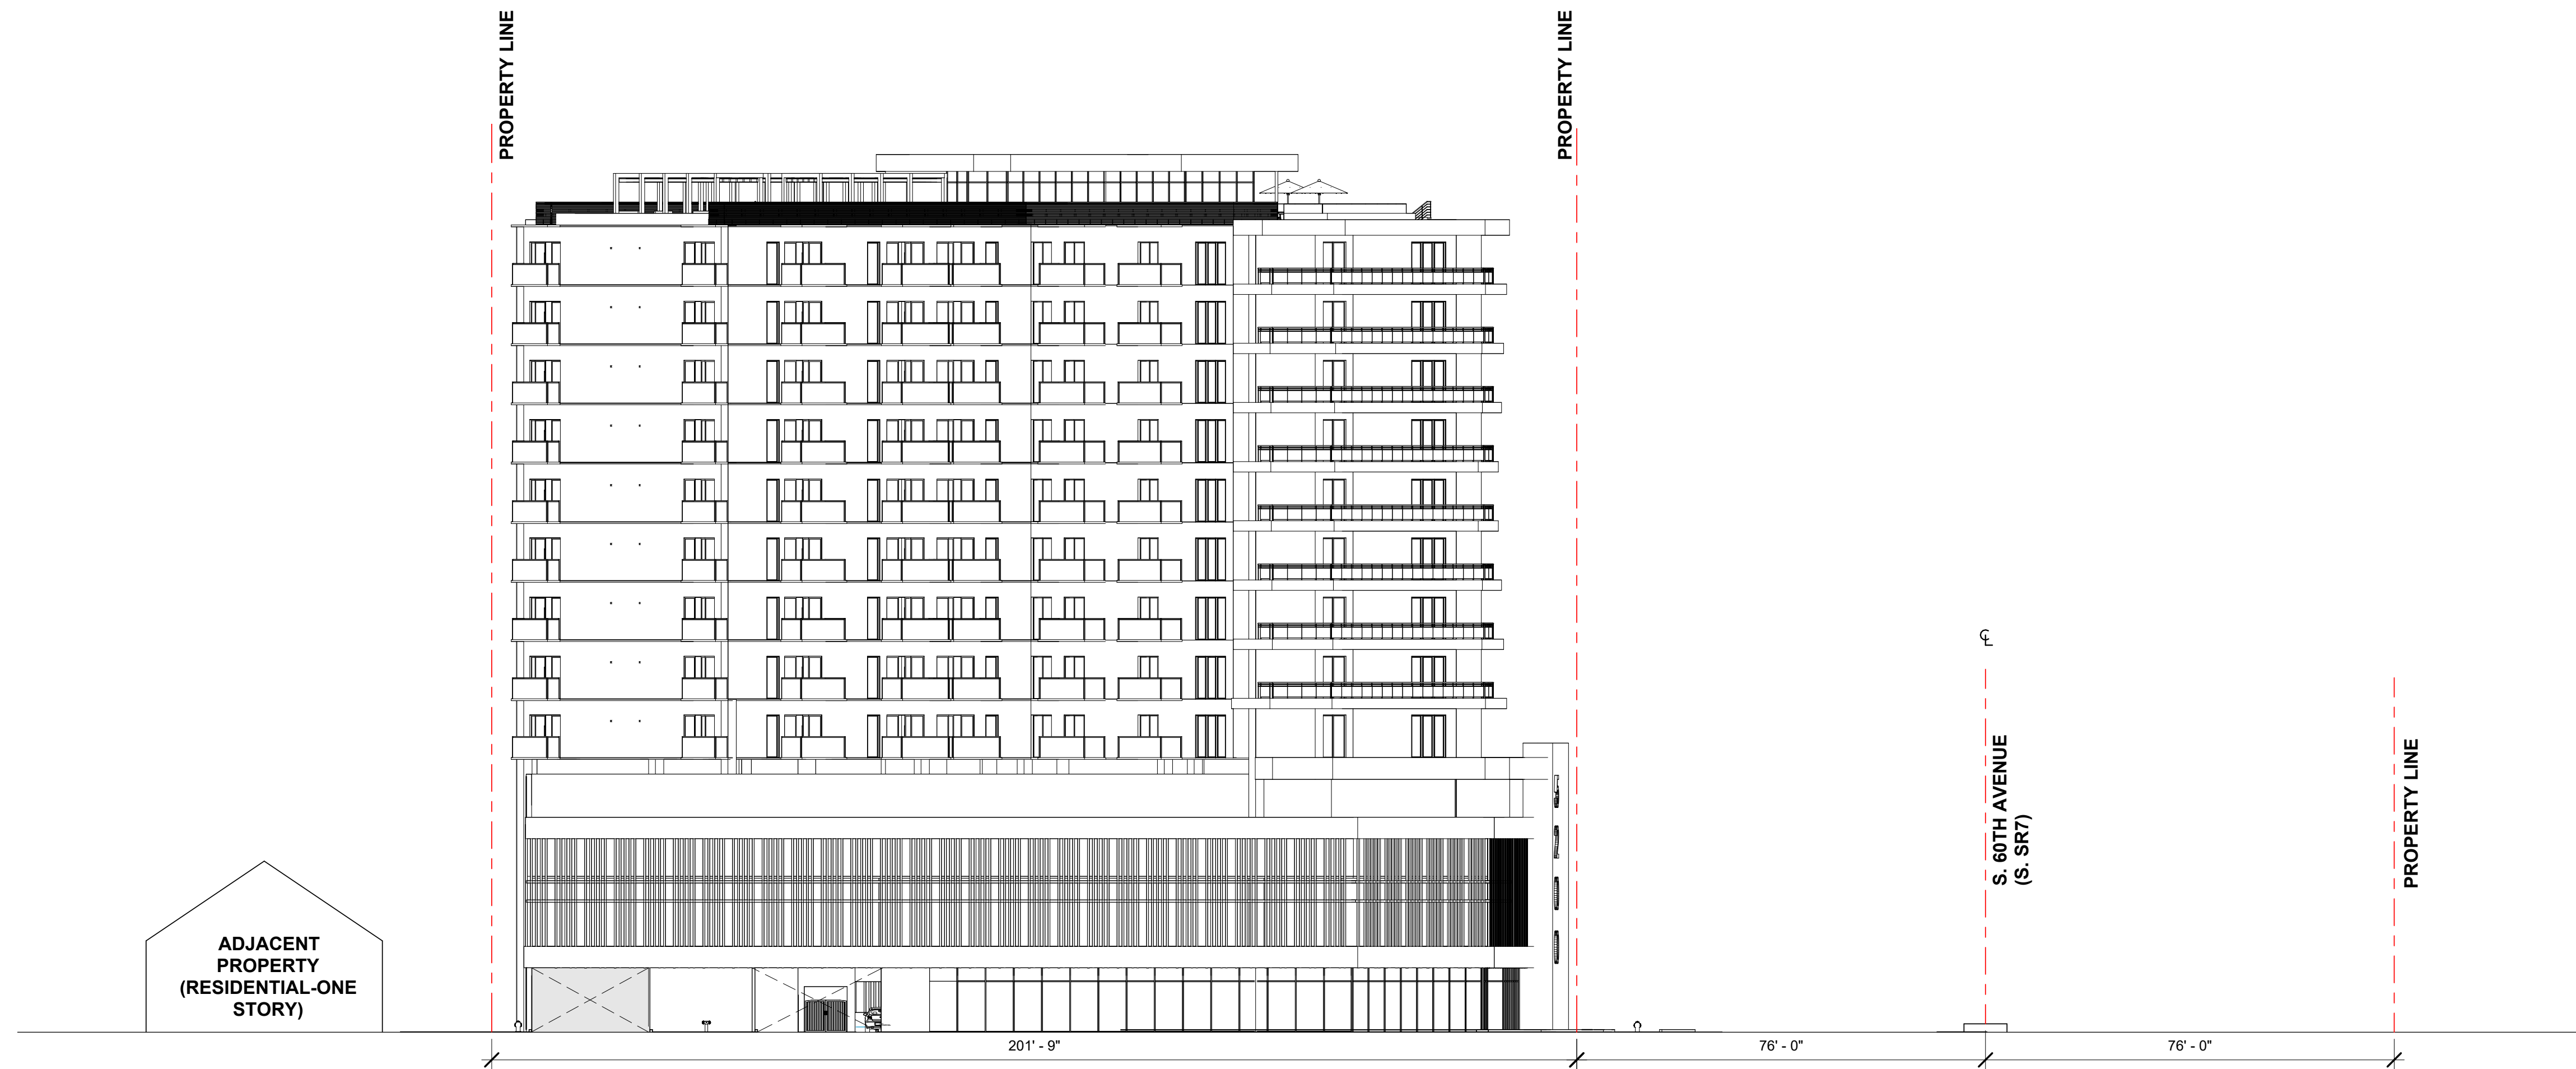 PROPERTY LINE
PROPERTY LINE
℄
S. 60TH AVENUE
(S. SR7)
PROPERTY LINE
ADJACENT
PROPERTY
(RESIDENTIAL-ONE
STORY)
201' - 9"
76' - 0"
76' - 0"